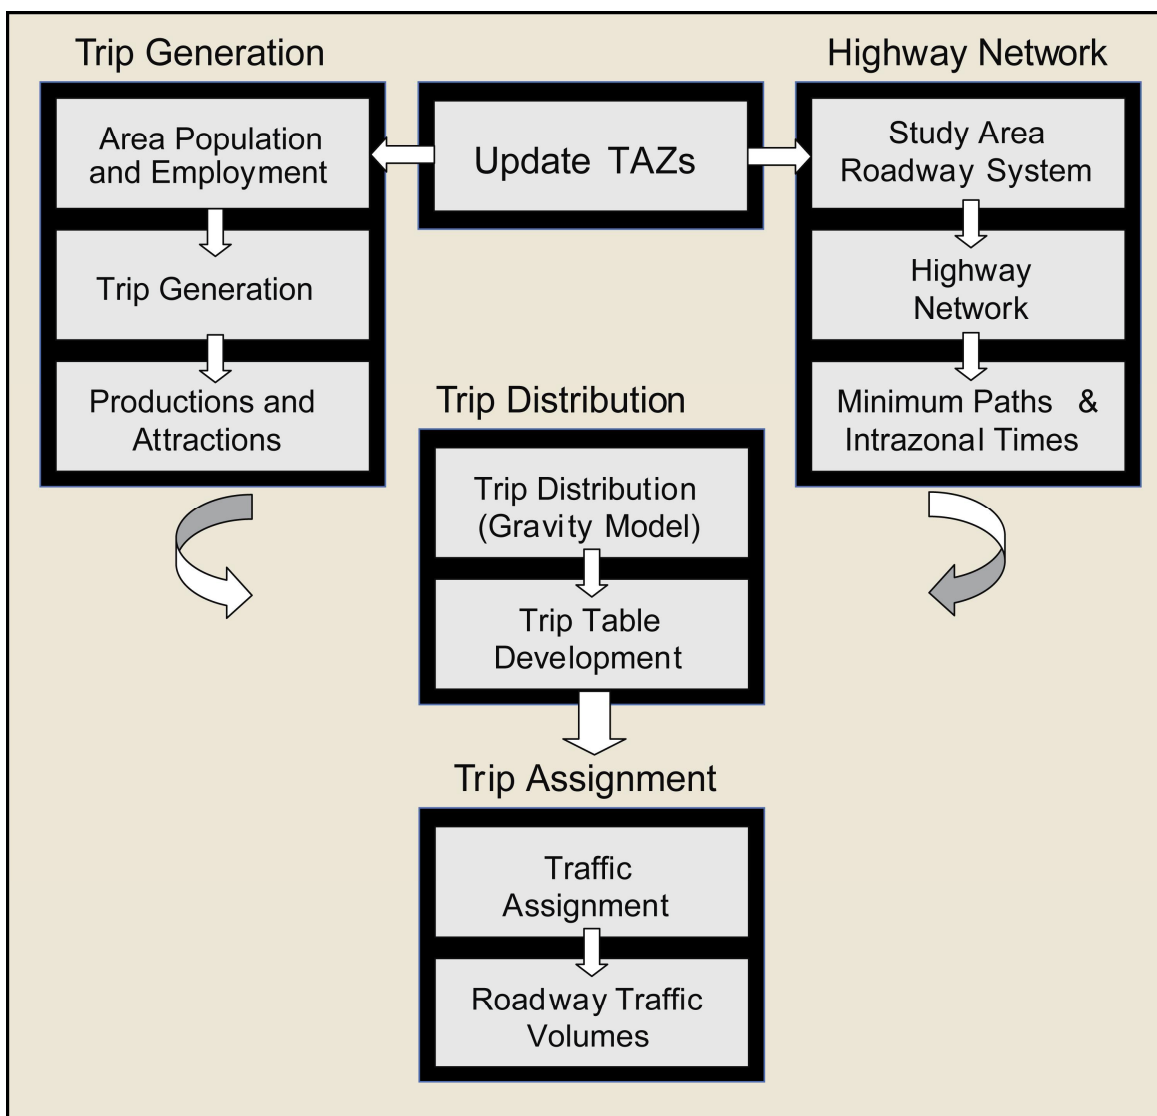 Trip Generation
Area Population
and Employment
Trip Generation
Productions and
Attractions
Update TAZs
Highway Network
Study Area
Roadway System
Highway
Network
Minimum Paths &
Intrazonal Times
Trip Distribution
Trip Distribution
(Gravity Model)
Trip Table
Development
Trip Assignment
Traffic
Assignment
Roadway Traffic
Volumes